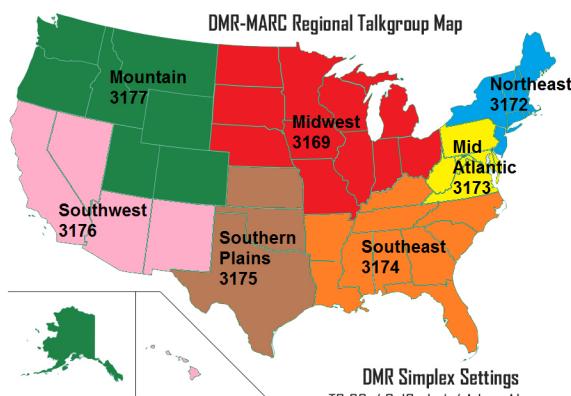 DMR-MARC Regional Talkgroup Map
Mountain
3177
Northeast
3172
Midwest
3169
Mid
Atlantic
3173
Southwest
3176
Southern
Plains
3175
Southeast
3174
DMR Simplex Settings